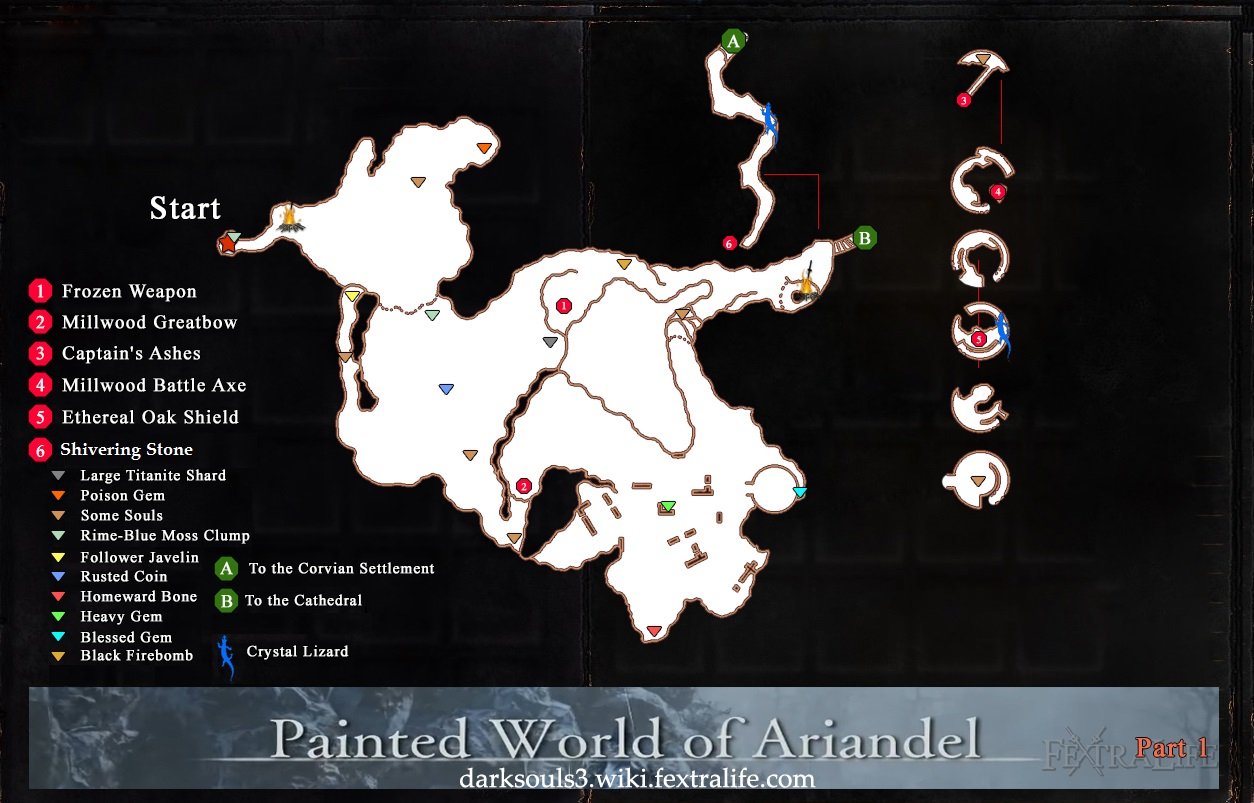 A
3
4
Start
B
6
1 Frozen Weapon
1
2 Millwood Greatbow
3 Captain's Ashes
5
4 Millwood Battle Axe
5 Ethereal Oak Shield
6 Shivering Stone
Large Titanite Shard
2
Poison Gem
Some Souls
Rime-Blue Moss Clump
Follower Javelin
A To the Corvian Settlement
Rusted Coin
Homeward Bone
B To the Cathedral
Heavy Gem
Blessed Gem
Crystal Lizard
Black Firebomb
Painted World of Ariandel
FEXTRALIFE
Part 1
darksouls3.wiki.fextralife.com